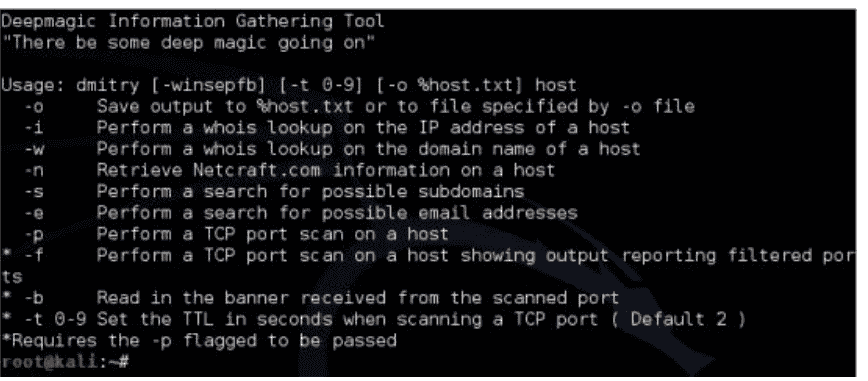 Deepmagic Information Gathering Tool
"There be some deep magic going on"
Usage: dmitry [-winsepfb] [-t 0-9] [-o %host.txt] host
-o Save output to %host.txt or to file specified by -o file
-i Perform a whois lookup on the IP address of a host
-w Perform a whois lookup on the domain name of a host
-n Retrieve Netcraft.com information on a host
-s Perform a search for possible subdomains
-e Perform a search for possible email addresses
-p Perform a TCP port scan on a host
* -f Perform a TCP port scan on a host showing output reporting filtered por
ts
* -b Read in the banner received from the scanned port
* -t 0-9 Set the TTL in seconds when scanning a TCP port ( Default 2 )
*Requires the -p flagged to be passed
root@kali:~#